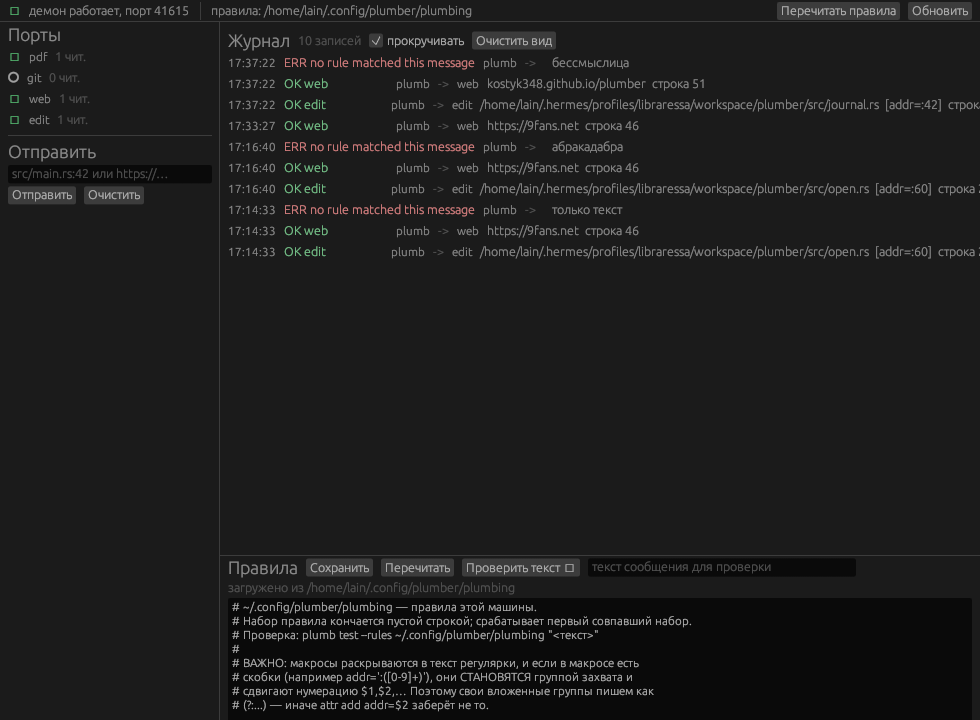 демон работает, порт 41615 правила: /home/lain/.config/plumber/plumbing Перечитать правила Обновить
Порты
pdf 1 чит.
git 0 чит.
web 1 чит.
edit 1 чит.
Отправить
src/main.rs:42 или https://...
Отправить Очистить
Журнал 10 записей прокручивать Очистить вид
17:37:22 ERR no rule matched this message plumb -> бессмыслица
17:37:22 OK web plumb -> web kostyk348.github.io/plumber строка 51
17:37:22 OK edit plumb -> edit /home/lain/.hermes/profiles/libraressa/workspace/plumber/src/journal.rs [addr=:42] строк
17:33:27 OK web plumb -> web https://9fans.net строка 46
17:16:40 ERR no rule matched this message plumb -> абракадабра
17:16:40 OK web plumb -> web https://9fans.net строка 46
17:16:40 OK edit plumb -> edit /home/lain/.hermes/profiles/libraressa/workspace/plumber/src/open.rs [addr=:60] строка
17:14:33 ERR no rule matched this message plumb -> только текст
17:14:33 OK web plumb -> web https://9fans.net строка 46
17:14:33 OK edit plumb -> edit /home/lain/.hermes/profiles/libraressa/workspace/plumber/src/open.rs [addr=:60] строка
Правила Сохранить Перечитать Проверить текст текст сообщения для проверки
загружено из /home/lain/.config/plumber/plumbing
# ~/.config/plumber/plumbing — правила этой машины.
# Набор правила кончается пустой строкой; срабатывает первый совпавший набор.
# Проверка: plumb test --rules ~/.config/plumber/plumbing "<текст>"
#
# ВАЖНО: макросы раскрываются в текст регулярки, и если в макросе есть
# скобки (например addr=':([0-9]+)'), они СТАНОВЯТСЯ группой захвата и
# сдвигают нумерацию $1,$2,... Поэтому свои вложенные группы пишем как
# (?:...) — иначе attr add addr=$2 заберёт не то.